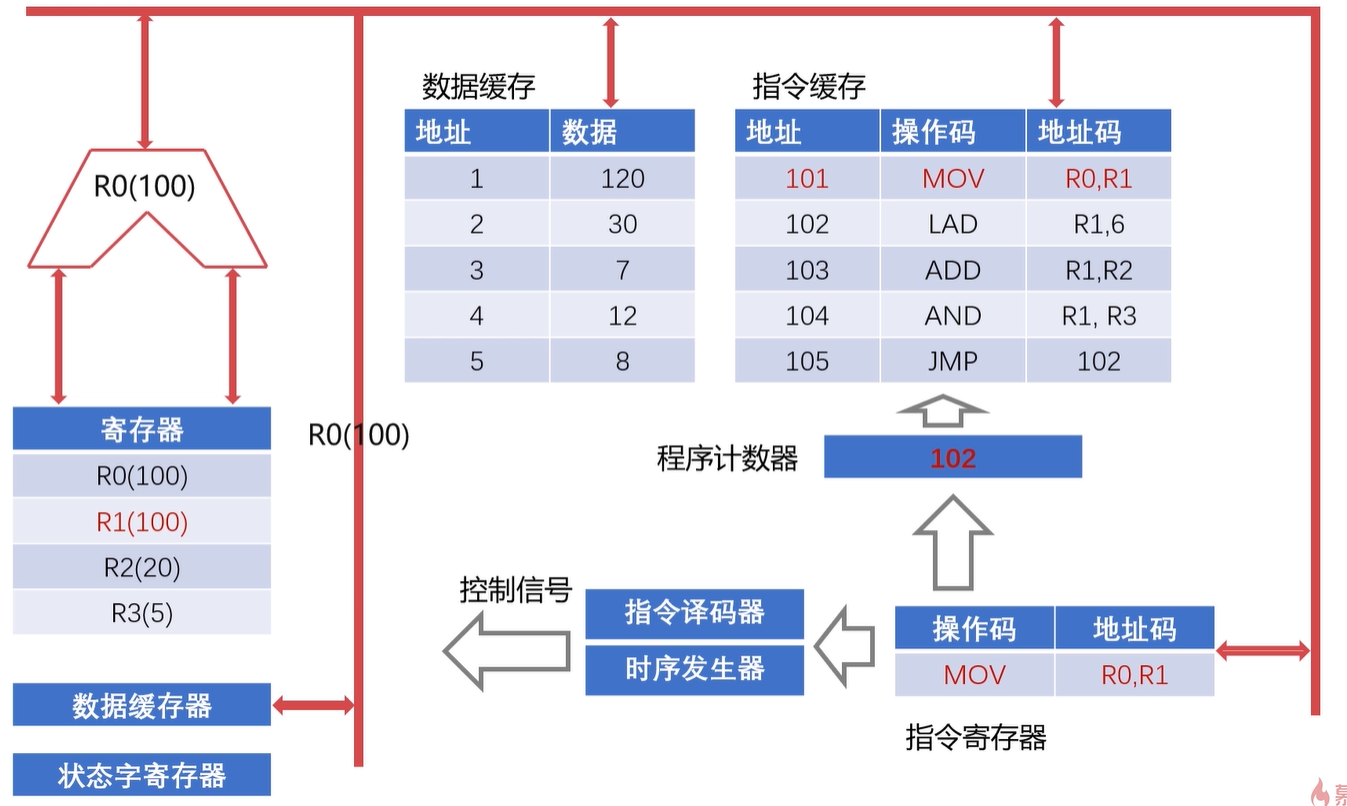 R0(100)
数据缓存
地址 数据
1 120
2 30
3 7
4 12
5 8
指令缓存
地址 操作码 地址码
101 MOV R0,R1
102 LAD R1,6
103 ADD R1,R2
104 AND R1, R3
105 JMP 102
寄存器
R0(100)
R1(100)
R2(20)
R3(5)
R0(100)
程序计数器
102
控制信号
指令译码器
时序发生器
操作码 地址码
MOV R0,R1
指令寄存器
数据缓存器
状态字寄存器